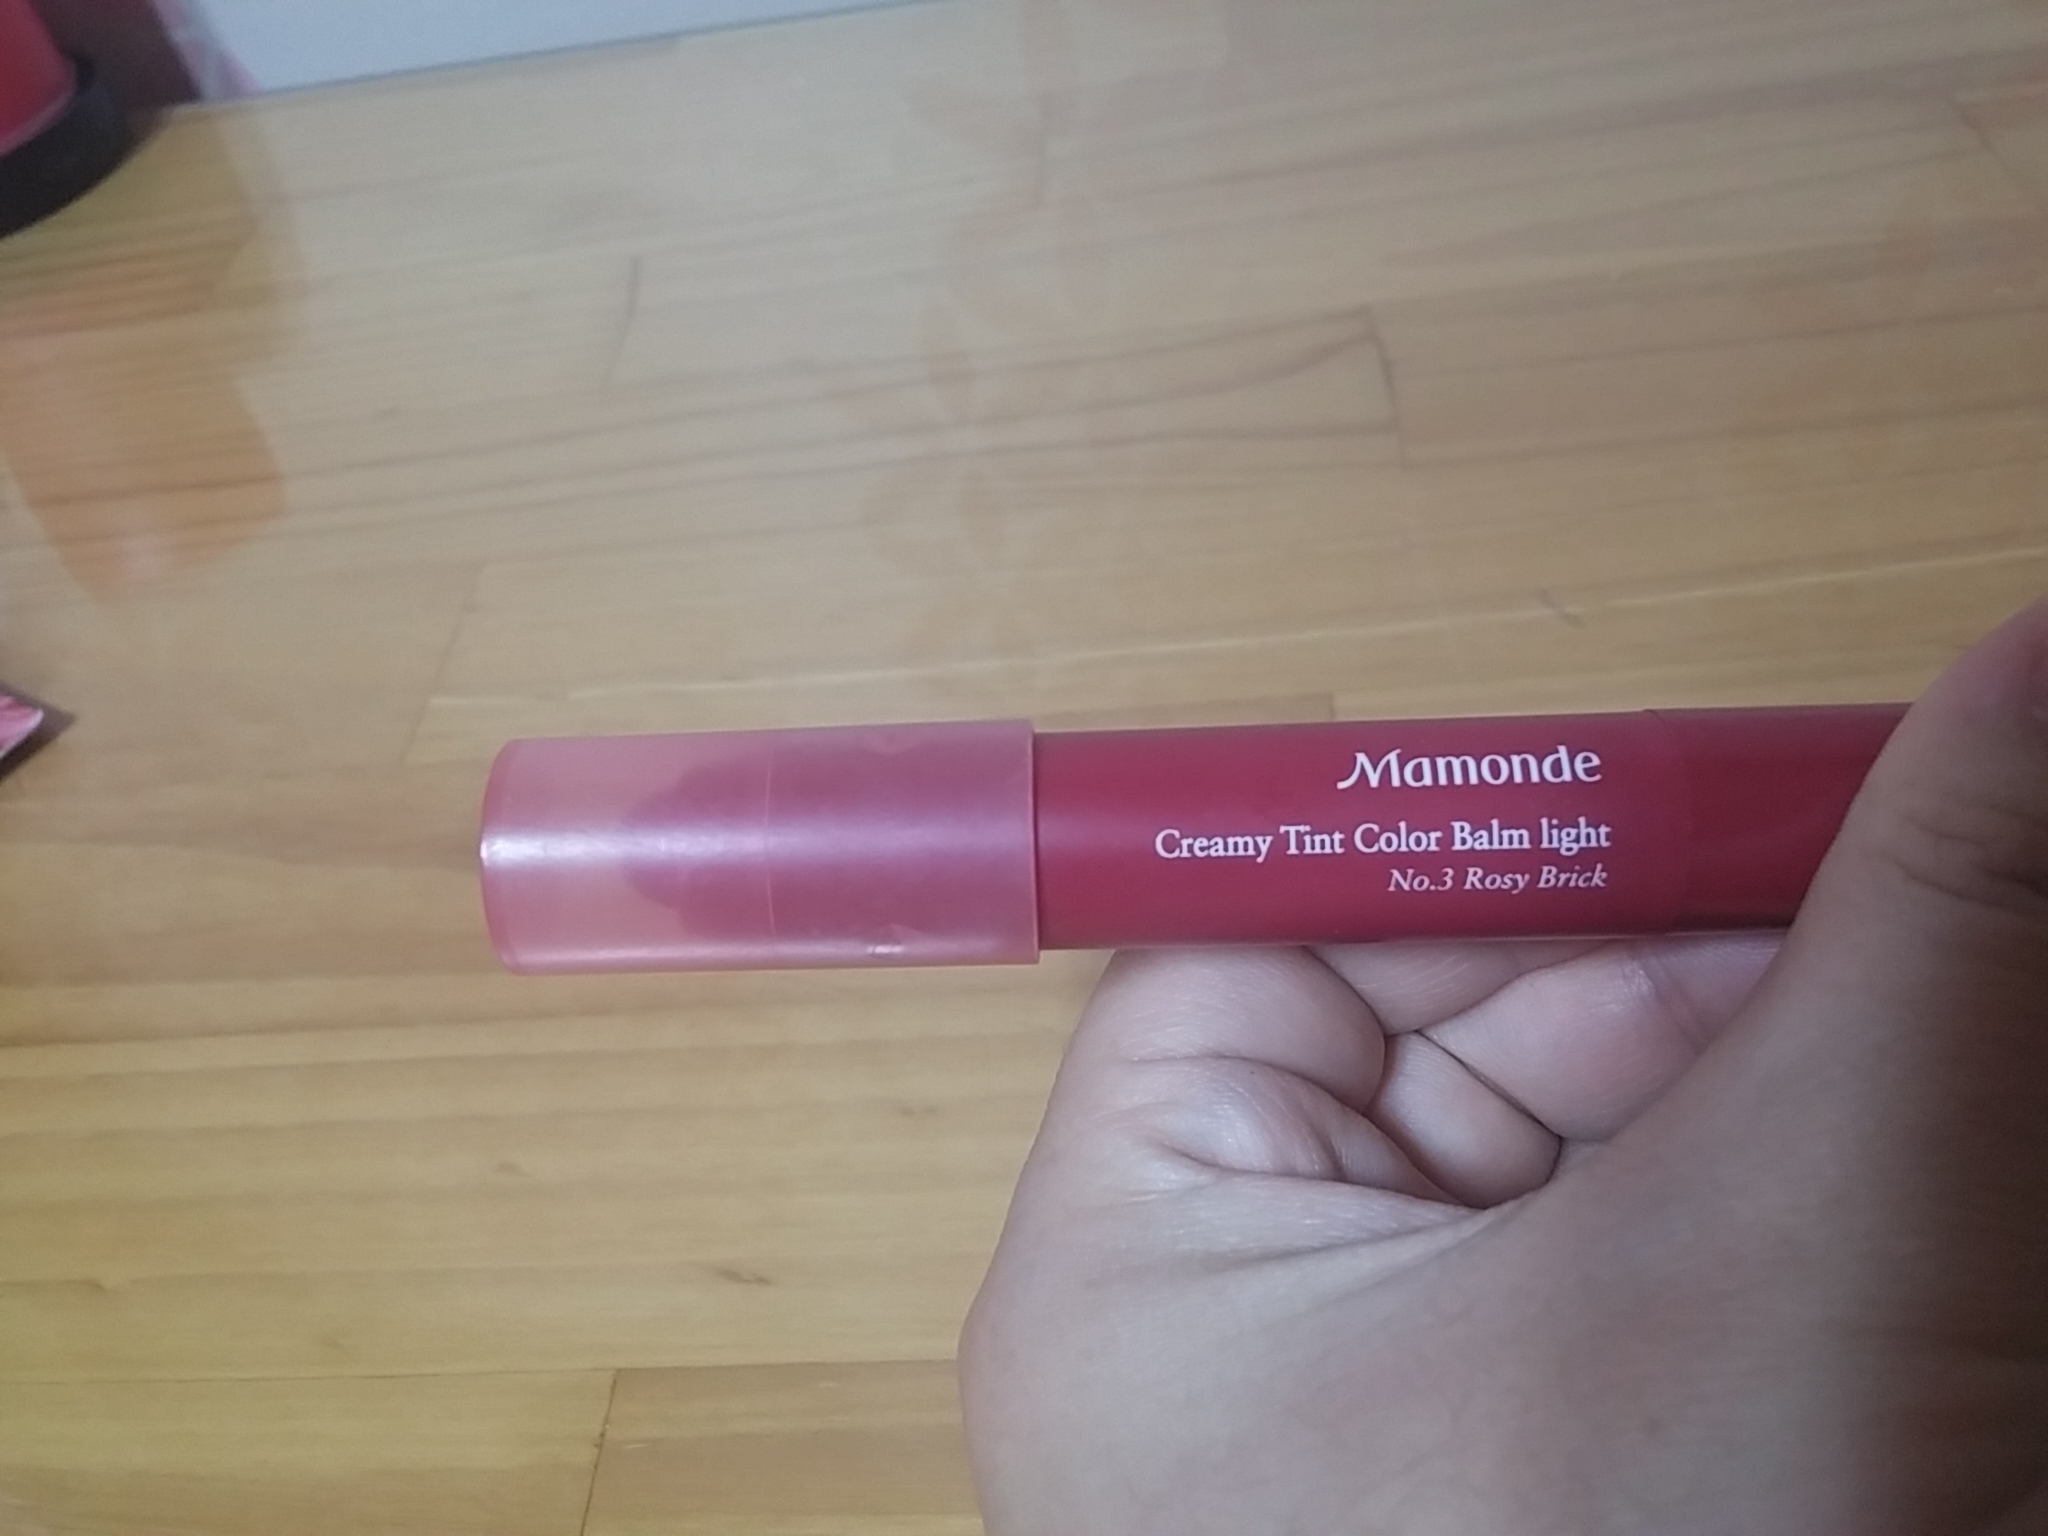 Mamonde
Creamy Tint Color Balm light
No.3 Rosy Brick